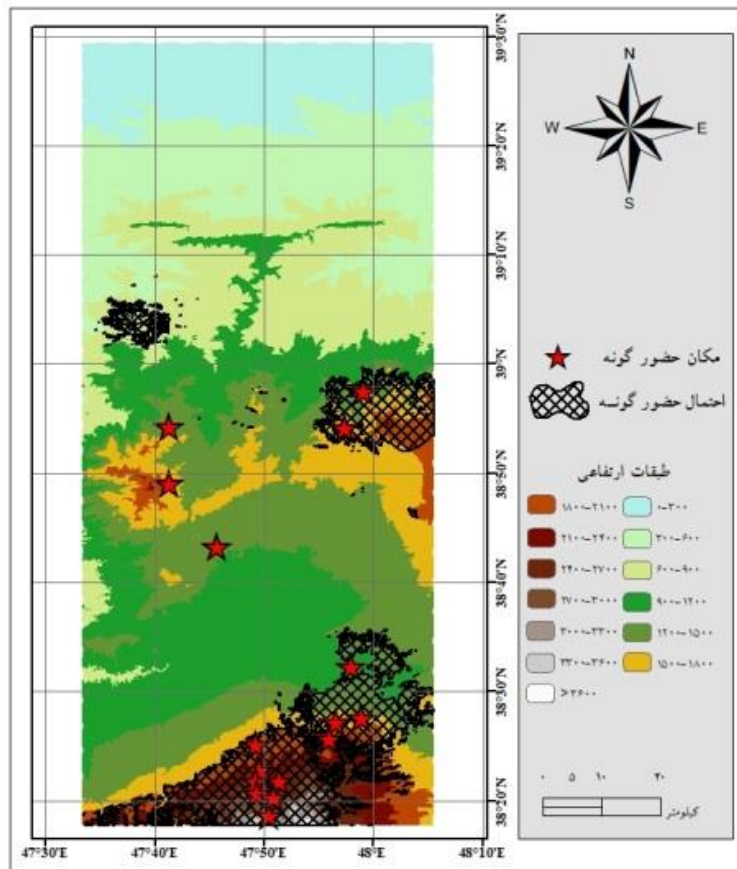 39°30'N
39°20'N
39°10'N
39°N
38°50'N
38°40'N
38°30'N
38°20'N
47°30'E 47°40'E 47°50'E 48°E 48°10'E
N
W E
S
مکان حضور گونه
احتمال حضور گونه
طبقات ارتفاعی
۱۸۰۰-۲۱۰۰ ۰-۳۰۰
۲۱۰۰-۲۴۰۰ ۳۰۰-۶۰۰
۲۴۰۰-۲۷۰۰ ۶۰۰-۹۰۰
۲۷۰۰-۳۰۰۰ ۹۰۰-۱۲۰۰
۳۰۰۰-۳۳۰۰ ۱۲۰۰-۱۵۰۰
۳۳۰۰-۳۶۰۰ ۱۵۰۰-۱۸۰۰
>۳۶۰۰
۰ ۵ ۱۰ ۲۰
کیلومتر